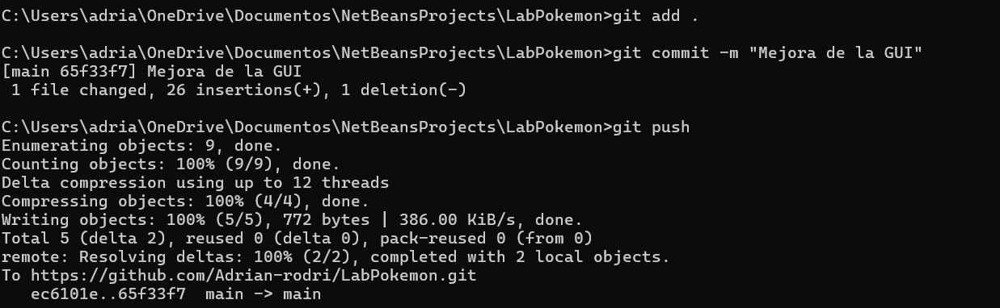 C:\Users\adria\OneDrive\Documentos\NetBeansProjects\LabPokemon>git add .
C:\Users\adria\OneDrive\Documentos\NetBeansProjects\LabPokemon>git commit -m "Mejora de la GUI"
[main 65f33f7] Mejora de la GUI
 1 file changed, 26 insertions(+), 1 deletion(-)
C:\Users\adria\OneDrive\Documentos\NetBeansProjects\LabPokemon>git push
Enumerating objects: 9, done.
Counting objects: 100% (9/9), done.
Delta compression using up to 12 threads
Compressing objects: 100% (4/4), done.
Writing objects: 100% (5/5), 772 bytes | 386.00 KiB/s, done.
Total 5 (delta 2), reused 0 (delta 0), pack-reused 0 (from 0)
remote: Resolving deltas: 100% (2/2), completed with 2 local objects.
To https://github.com/Adrian-rodri/LabPokemon.git
   ec6101e..65f33f7  main -> main